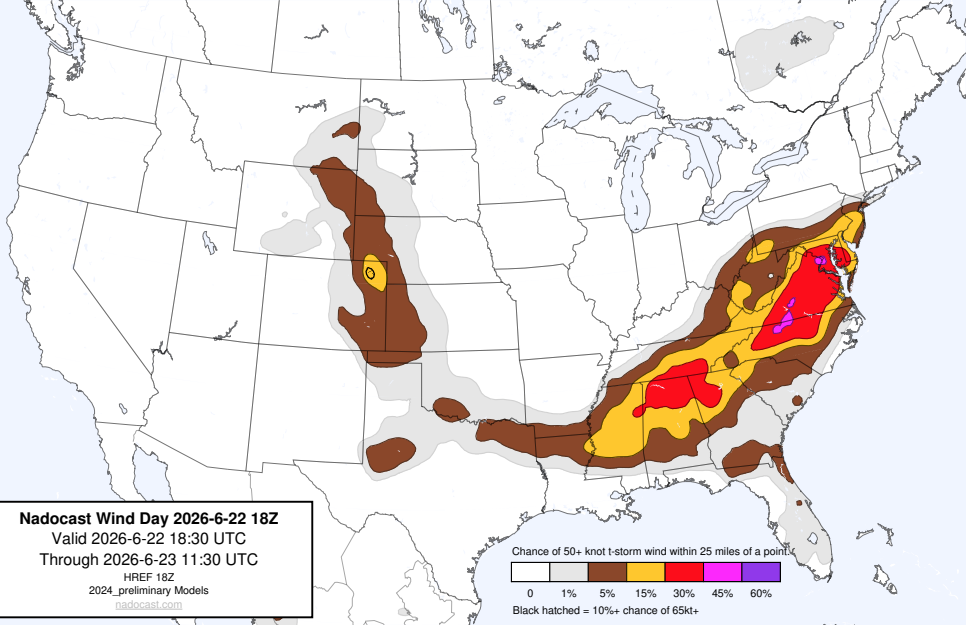 Nadocast Wind Day 2026-6-22 18Z
Valid 2026-6-22 18:30 UTC
Through 2026-6-23 11:30 UTC
HREF 18Z
2024_preliminary Models
nadocast.com
Chance of 50+ knot t-storm wind within 25 miles of a point.
0 1% 5% 15% 30% 45% 60%
Black hatched = 10%+ chance of 65kt+